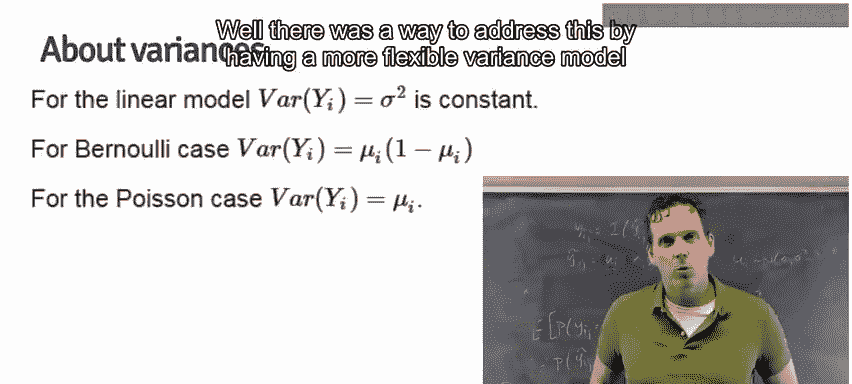 Well there was a way to address this by
having a more flexible variance model
About variances
For the linear model Var(Y_i) = σ² is constant.
For Bernoulli case Var(Y_i) = μ_i(1 − μ_i)
For the Poisson case Var(Y_i) = μ_i.